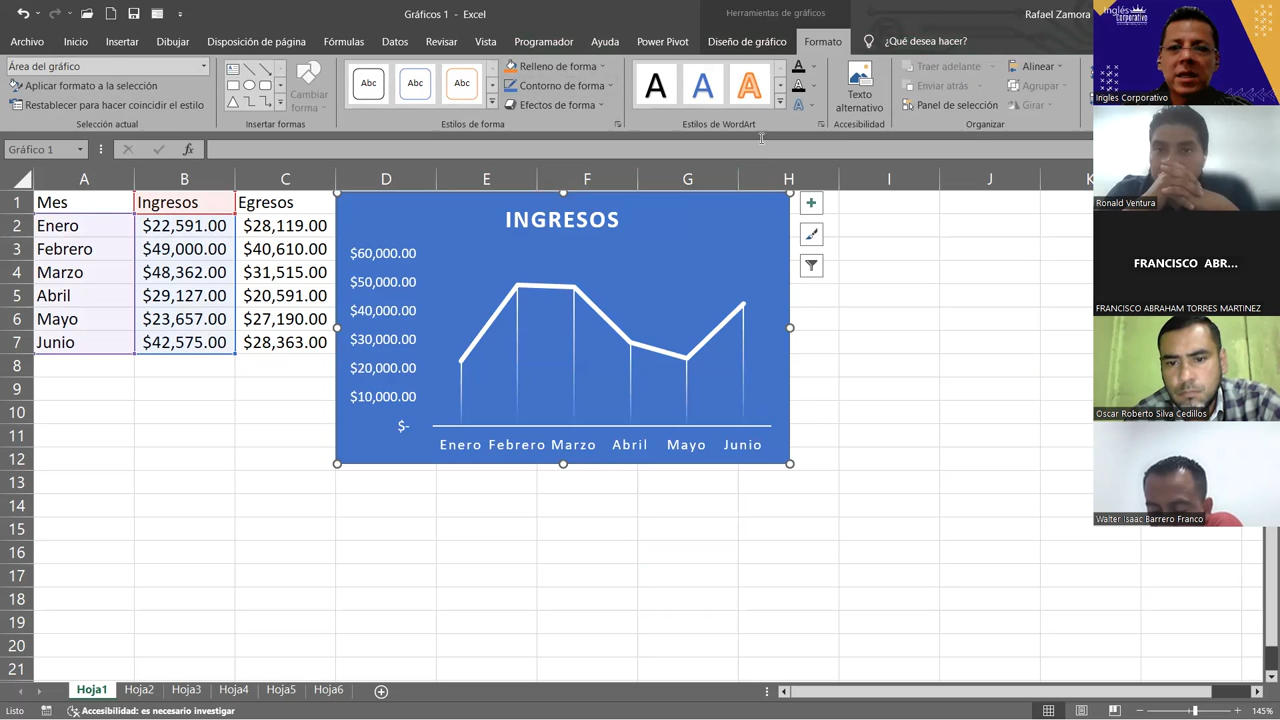 Gráficos 1 - Excel
Herramientas de gráficos
Rafael Zamora
Archivo Inicio Insertar Dibujar Disposición de página Fórmulas Datos Revisar Vista Programador Ayuda Power Pivot Diseño de gráfico Formato ¿Qué desea hacer?
Área del gráfico
Aplicar formato a la selección
Restablecer para hacer coincidir el estilo
Selección actual
Cambiar forma
Insertar formas
Abc Abc Abc
Relleno de forma
Contorno de forma
Efectos de forma
Estilos de forma
A A A
Estilos de WordArt
Texto alternativo
Accesibilidad
Traer adelante
Enviar atrás
Panel de selección
Alinear
Agrupar
Girar
Organizar
Gráfico 1
fx
A B C D E F G H I J K
1 Mes Ingresos Egresos
2 Enero $22,591.00 $28,119.00
3 Febrero $49,000.00 $40,610.00
4 Marzo $48,362.00 $31,515.00
5 Abril $29,127.00 $20,591.00
6 Mayo $23,657.00 $27,190.00
7 Junio $42,575.00 $28,363.00
8
9
10
11
12
13
14
15
16
17
18
19
20
21
INGRESOS
$60,000.00
$50,000.00
$40,000.00
$30,000.00
$20,000.00
$10,000.00
$-
Enero Febrero Marzo Abril Mayo Junio
Hoja1 Hoja2 Hoja3 Hoja4 Hoja5 Hoja6
Listo
Accesibilidad: es necesario investigar
145%
Inglés
Corporativo
Ingles Corporativo
Ronald Ventura
FRANCISCO ABR...
FRANCISCO ABRAHAM TORRES MARTINEZ
Oscar Roberto Silva Cedillos
Walter Isaac Barrero Franco